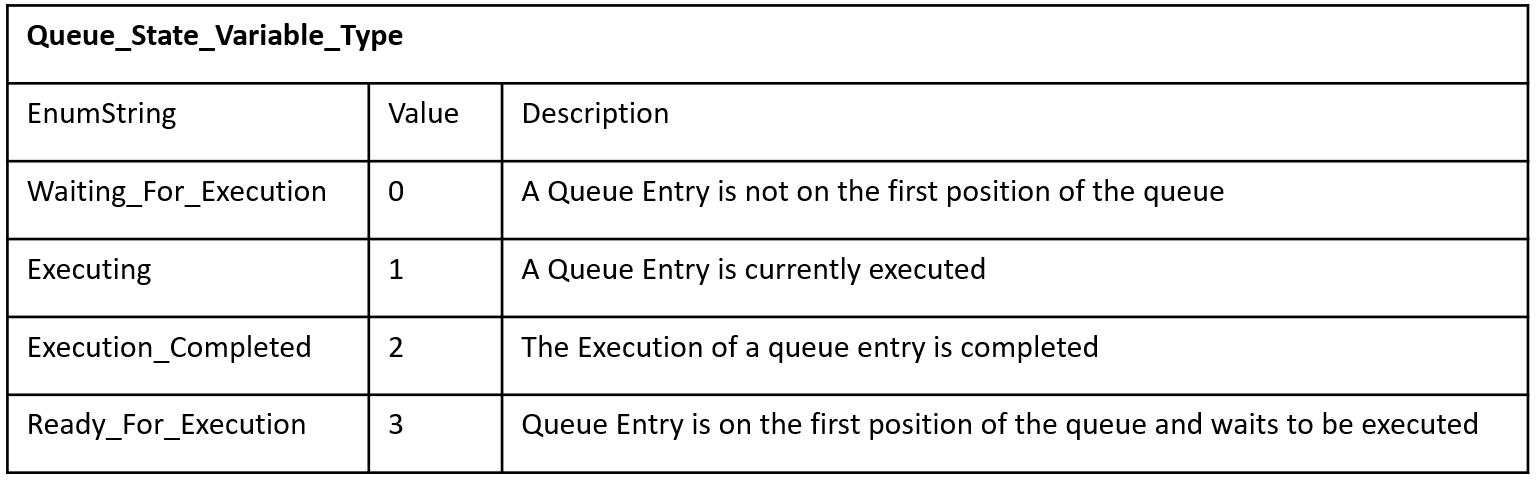 Queue_State_Variable_Type
EnumString Value Description
Waiting_For_Execution 0 A Queue Entry is not on the first position of the queue
Executing 1 A Queue Entry is currently executed
Execution_Completed 2 The Execution of a queue entry is completed
Ready_For_Execution 3 Queue Entry is on the first position of the queue and waits to be executed